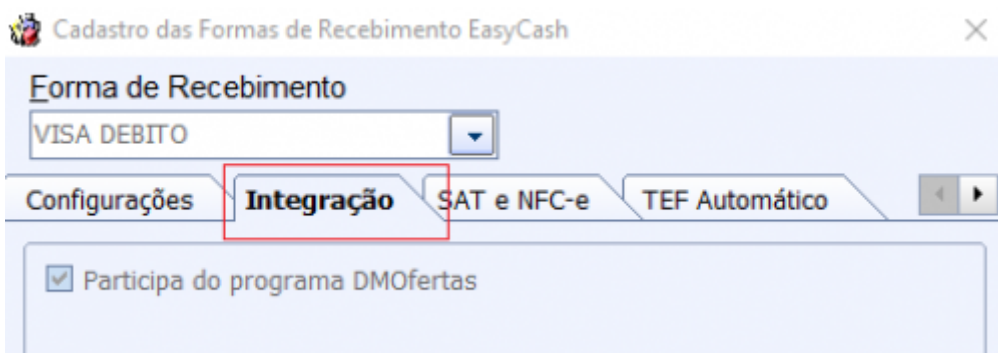 Cadastro das Formas de Recebimento EasyCash
Forma de Recebimento
VISA DEBITO
Configurações Integração SAT e NFC-e TEF Automático
Participa do programa DMOfertas